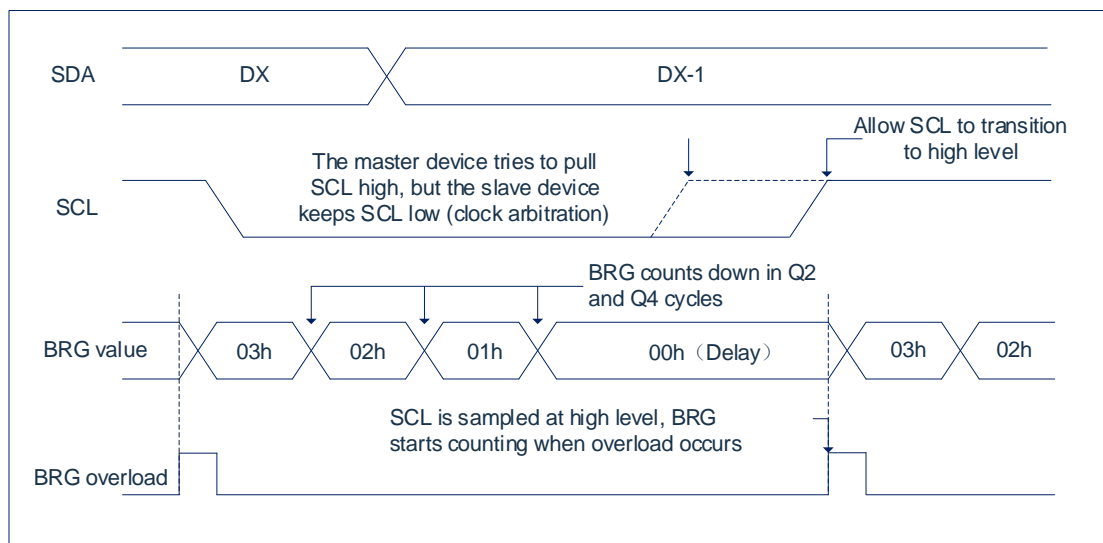 SDA
DX
DX-1
Allow SCL to transition
to high level
The master device tries to pull
SCL high, but the slave device
keeps SCL low (clock arbitration)
SCL
BRG counts down in Q2
and Q4 cycles
BRG value
03h
02h
01h
00h（Delay）
03h
02h
SCL is sampled at high level, BRG
starts counting when overload occurs
BRG overload